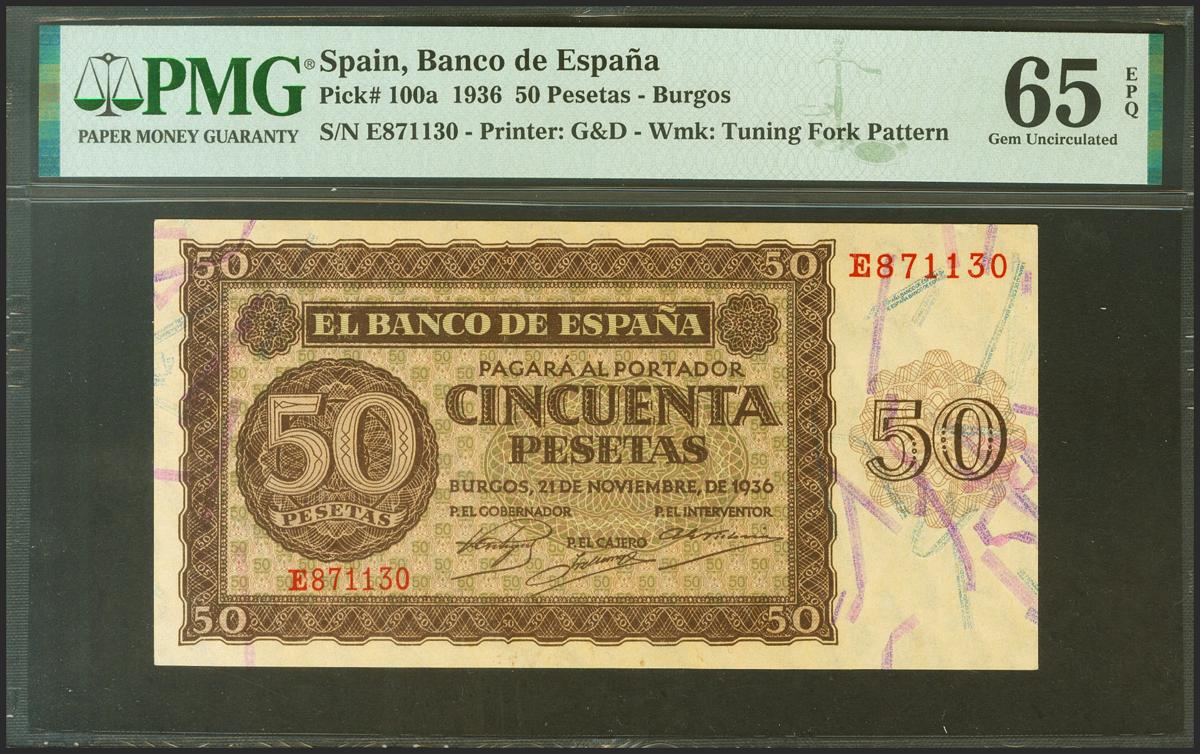 PMG®
PAPER MONEY GUARANTY
Spain, Banco de España
Pick# 100a 1936 50 Pesetas - Burgos
S/N E871130 - Printer: G&D - Wmk: Tuning Fork Pattern
65 EPQ
Gem Uncirculated
50 50
E871130
EL BANCO DE ESPAÑA
PAGARÁ AL PORTADOR
CINCUENTA
PESETAS
50
PESETAS
50
BURGOS, 21 DE NOVIEMBRE, DE 1936
P. EL GOBERNADOR P. EL INTERVENTOR
P. EL CAJERO
E871130
50 50